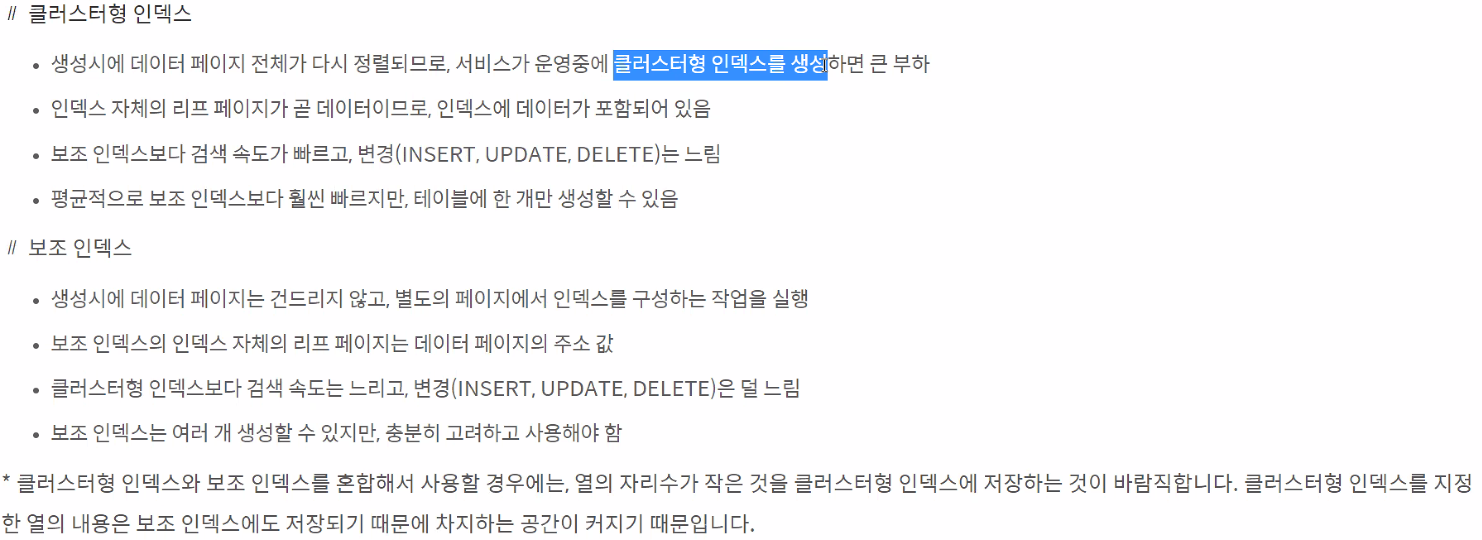 // 클러스터형 인덱스
• 생성시에 데이터 페이지 전체가 다시 정렬되므로, 서비스가 운영중에 클러스터형 인덱스를 생성하면 큰 부하
• 인덱스 자체의 리프 페이지가 곧 데이터이므로, 인덱스에 데이터가 포함되어 있음
• 보조 인덱스보다 검색 속도가 빠르고, 변경(INSERT, UPDATE, DELETE)는 느림
• 평균적으로 보조 인덱스보다 훨씬 빠르지만, 테이블에 한 개만 생성할 수 있음
// 보조 인덱스
• 생성시에 데이터 페이지는 건드리지 않고, 별도의 페이지에서 인덱스를 구성하는 작업을 실행
• 보조 인덱스의 인덱스 자체의 리프 페이지는 데이터 페이지의 주소 값
• 클러스터형 인덱스보다 검색 속도는 느리고, 변경(INSERT, UPDATE, DELETE)은 덜 느림
• 보조 인덱스는 여러 개 생성할 수 있지만, 충분히 고려하고 사용해야 함
* 클러스터형 인덱스와 보조 인덱스를 혼합해서 사용할 경우에는, 열의 자리수가 작은 것을 클러스터형 인덱스에 저장하는 것이 바람직합니다. 클러스터형 인덱스를 지정
한 열의 내용은 보조 인덱스에도 저장되기 때문에 차지하는 공간이 커지기 때문입니다.